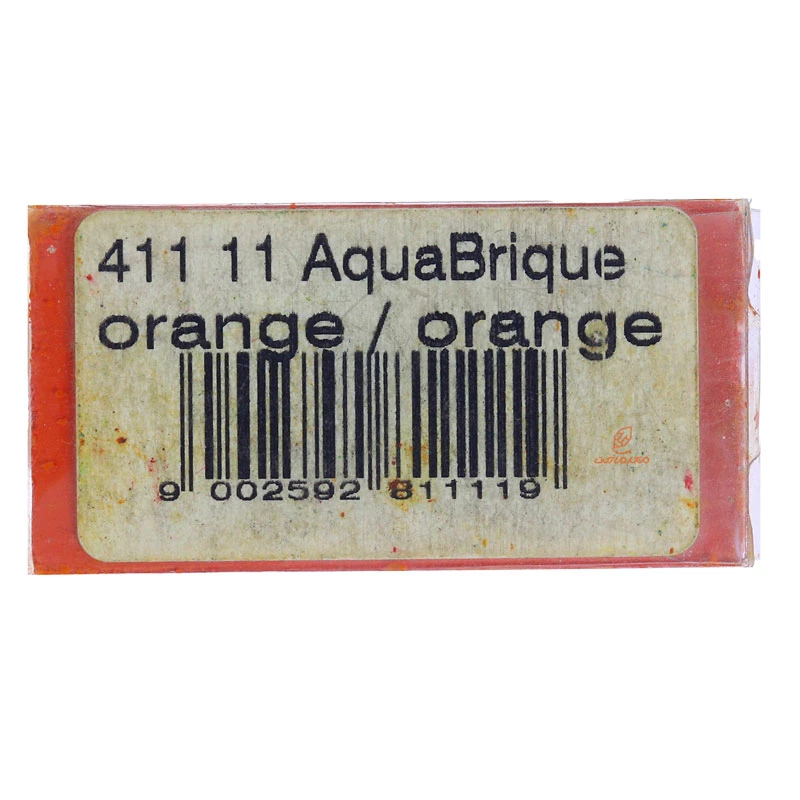 411 11 AquaBrique
orange / orange
9 002592 811119